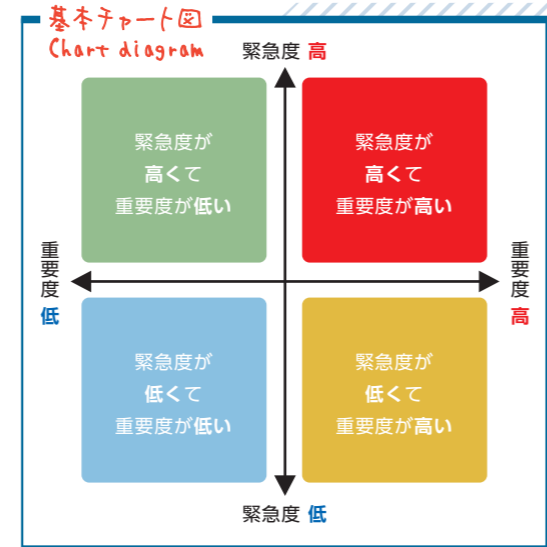 基本チャート図
Chart diagram
緊急度 高
緊急度が
高くて
重要度が低い
緊急度が
高くて
重要度が高い
重要度 低
重要度 高
緊急度が
低くて
重要度が低い
緊急度が
低くて
重要度が高い
緊急度 低